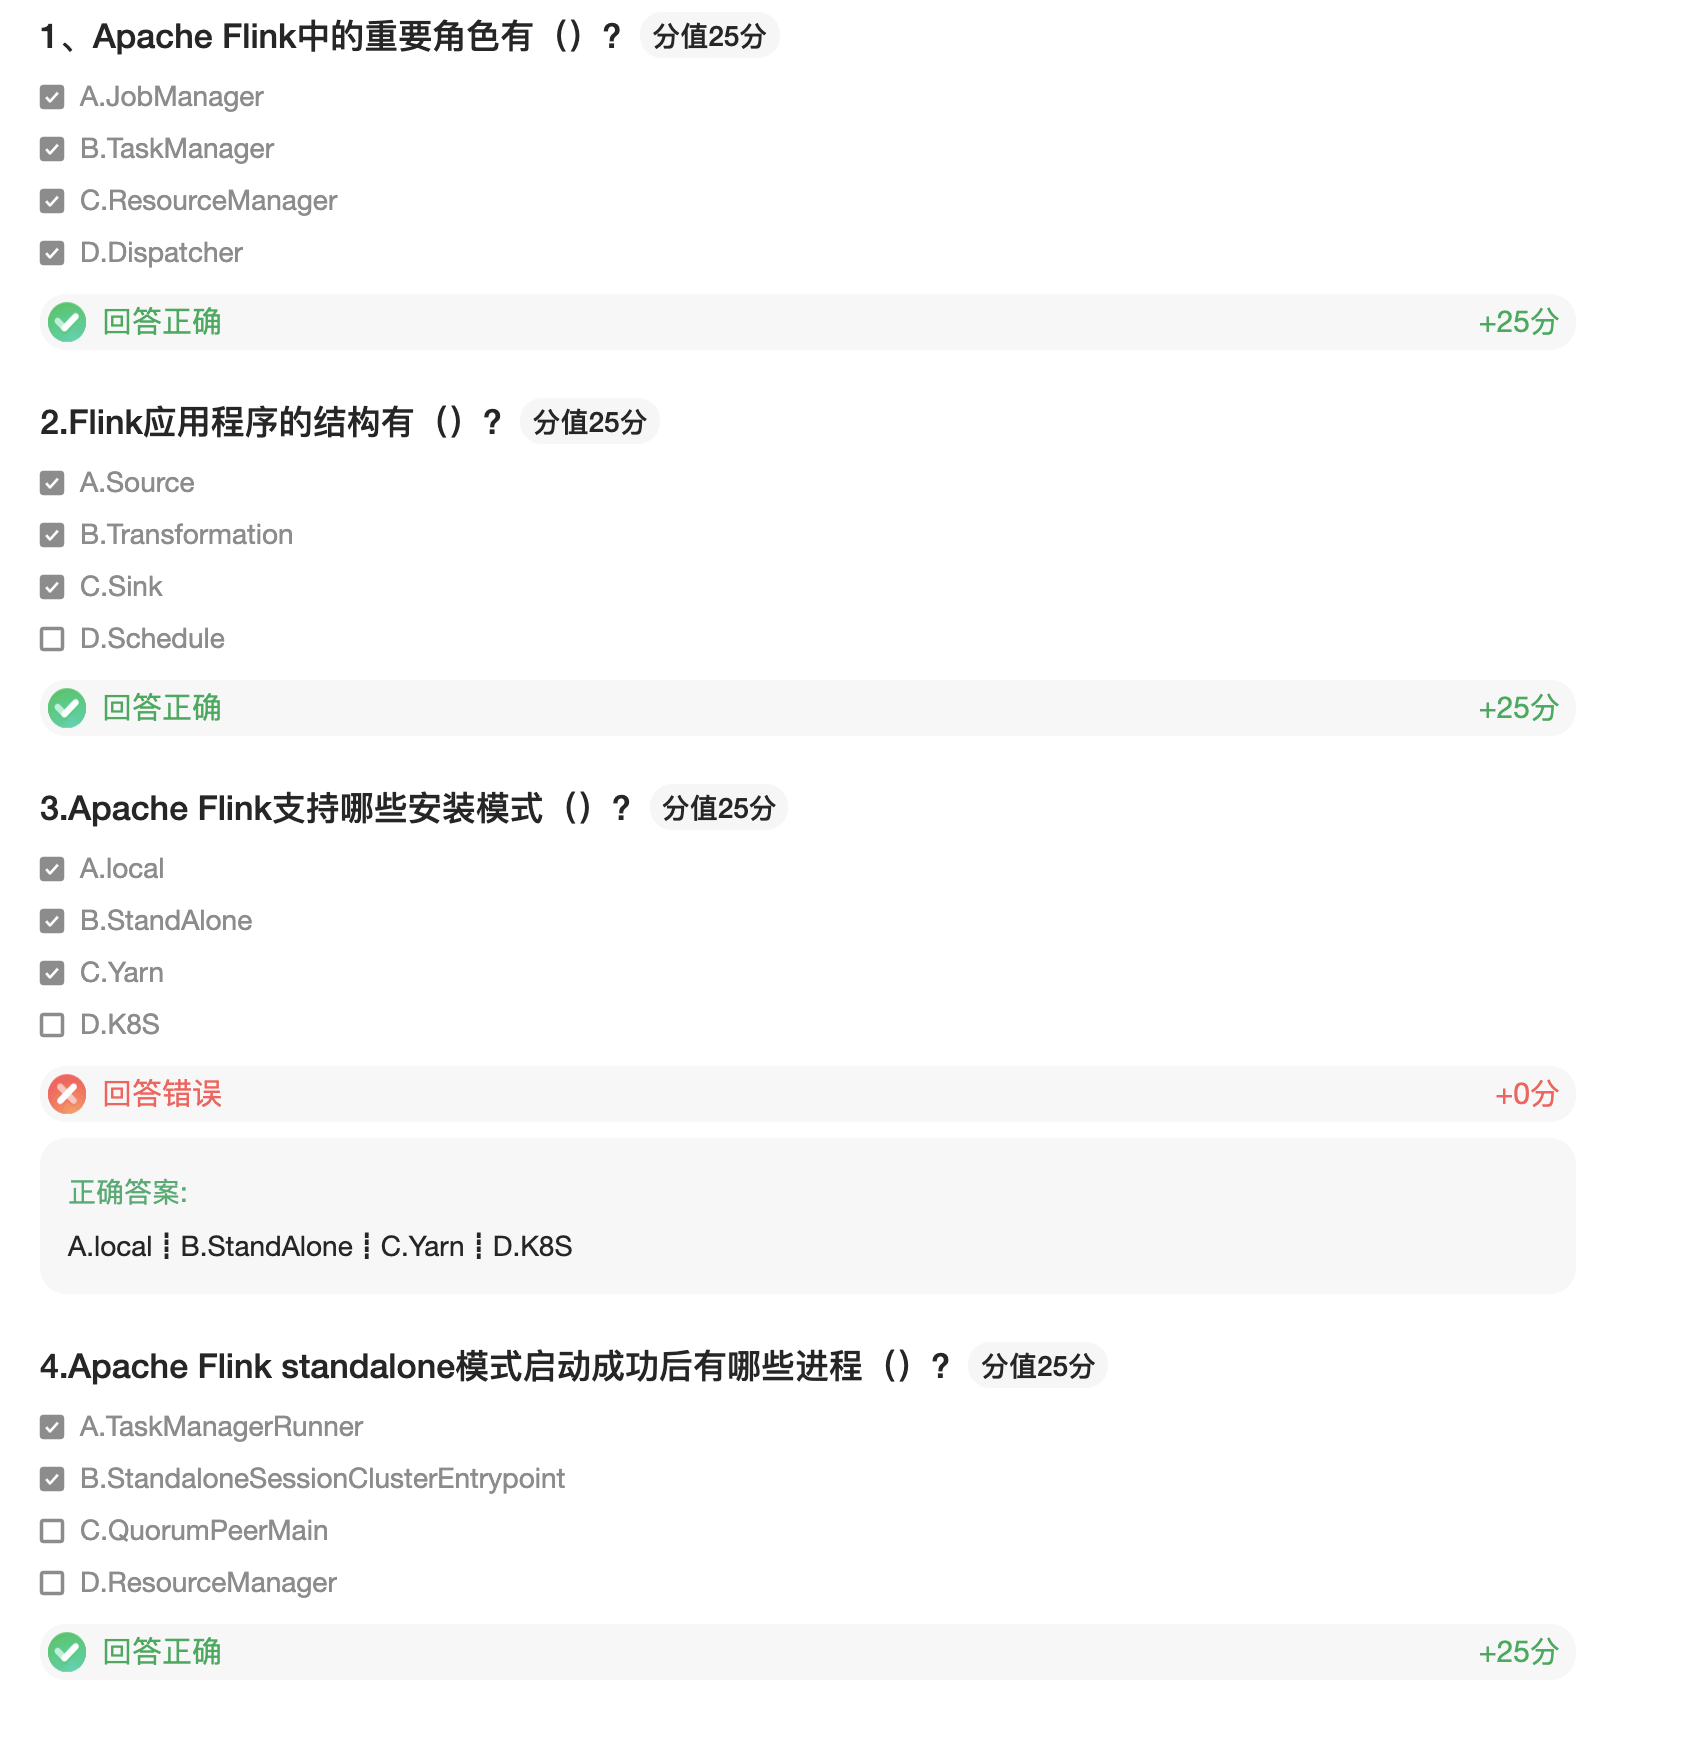 1、Apache Flink中的重要角色有（）？ 分值25分
A.JobManager
B.TaskManager
C.ResourceManager
D.Dispatcher
回答正确 +25分
2.Flink应用程序的结构有（）？ 分值25分
A.Source
B.Transformation
C.Sink
D.Schedule
回答正确 +25分
3.Apache Flink支持哪些安装模式（）？ 分值25分
A.local
B.StandAlone
C.Yarn
D.K8S
回答错误 +0分
正确答案:
A.local ┋ B.StandAlone ┋ C.Yarn ┋ D.K8S
4.Apache Flink standalone模式启动成功后有哪些进程（）？ 分值25分
A.TaskManagerRunner
B.StandaloneSessionClusterEntrypoint
C.QuorumPeerMain
D.ResourceManager
回答正确 +25分